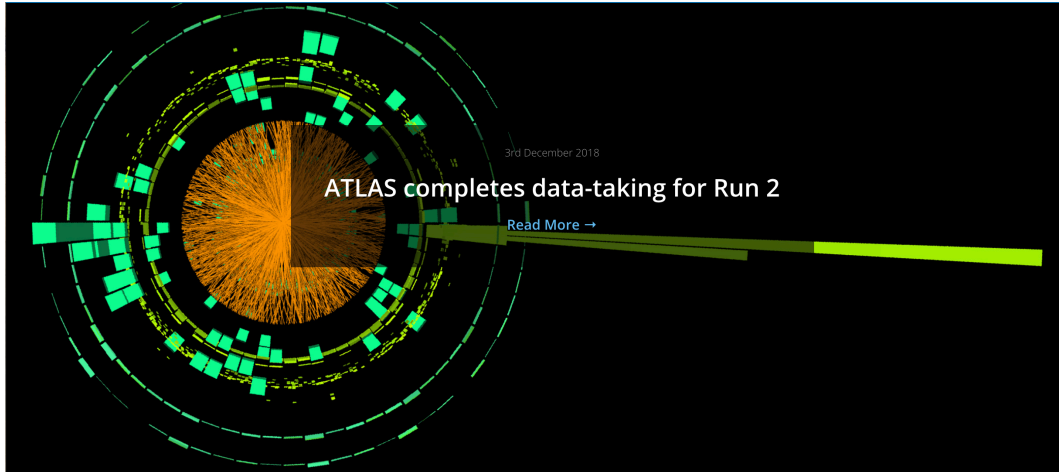 3rd December 2018
ATLAS completes data-taking for Run 2
Read More →